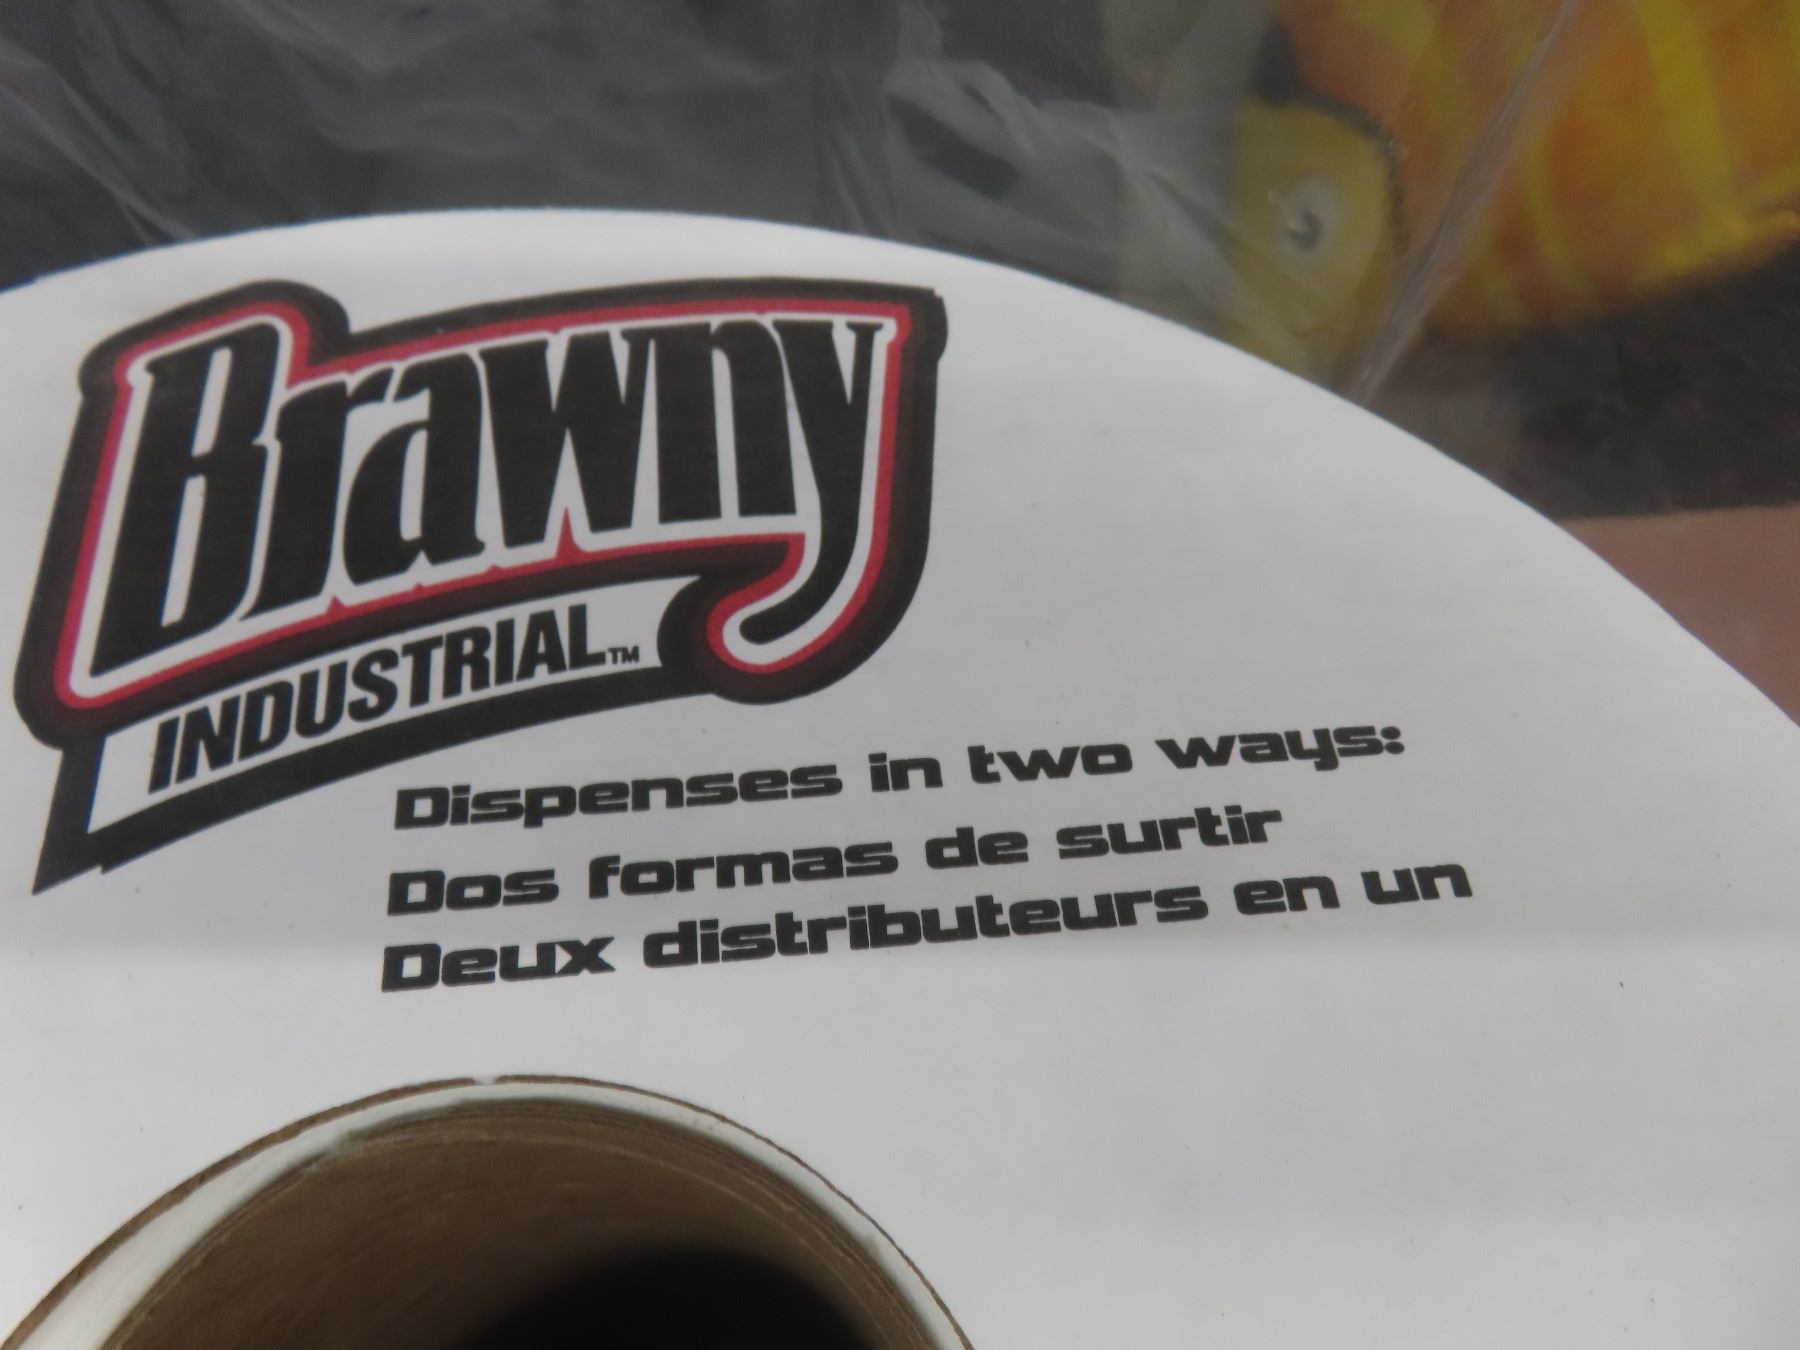 Brawny
INDUSTRIAL™
Dispenses in two ways:
Dos formas de surtir
Deux distributeurs en un